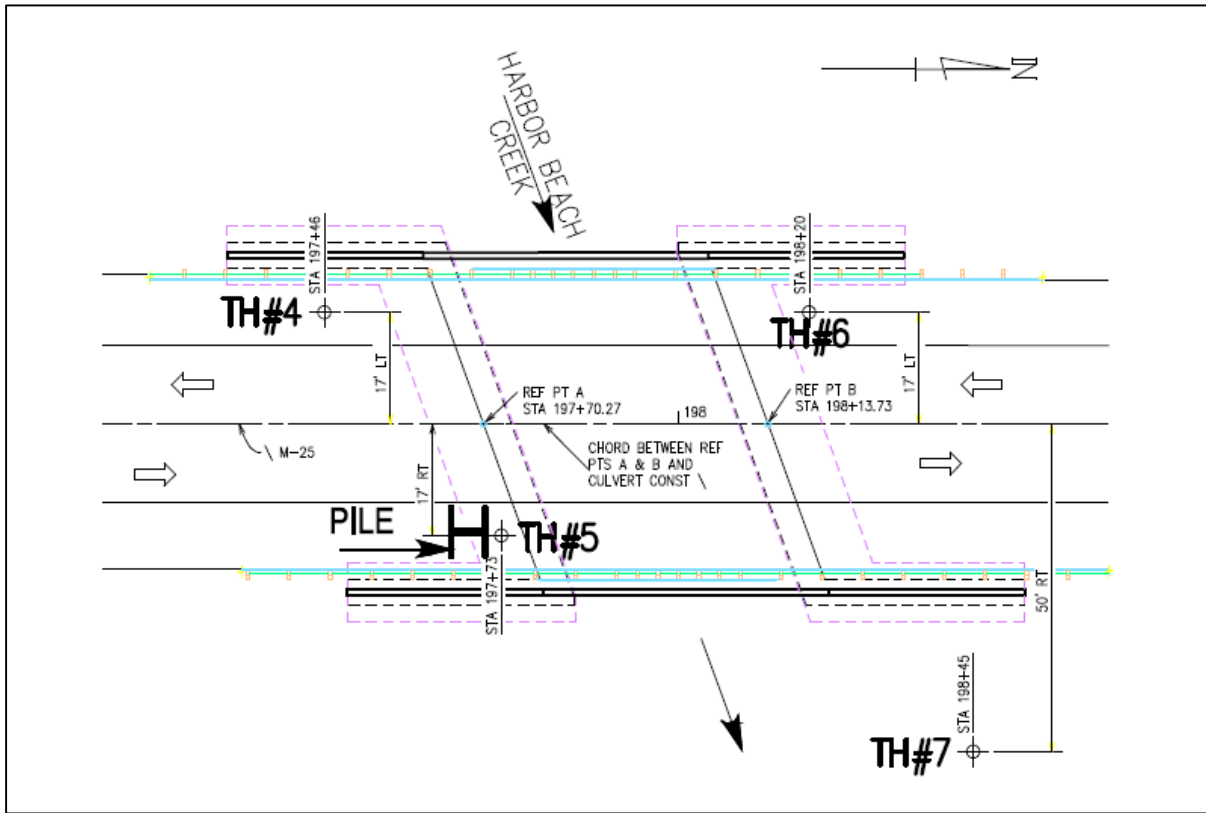 HARBOR BEACH
CREEK
N
STA 197+46
STA 198+20
TH#4
TH#6
17' LT
17' LT
REF PT A
STA 197+70.27
REF PT B
STA 198+13.73
198
M-25
CHORD BETWEEN REF
PTS A & B AND
CULVERT CONST \
17' RT
PILE
H
TH#5
STA 197+73
50' RT
STA 198+45
TH#7